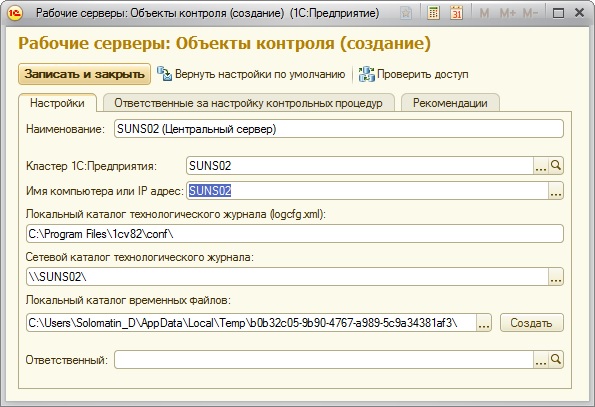 Рабочие серверы: Объекты контроля (создание) (1С:Предприятие)
M M+ M-
Рабочие серверы: Объекты контроля (создание)
Записать и закрыть Вернуть настройки по умолчанию Проверить доступ
Настройки Ответственные за настройку контрольных процедур Рекомендации
Наименование: SUNS02 (Центральный сервер)
Кластер 1С:Предприятия: SUNS02 ...
Имя компьютера или IP адрес: SUNS02 ...
Локальный каталог технологического журнала (logcfg.xml):
C:\Program Files\1cv82\conf\
Сетевой каталог технологического журнала:
\\SUNS02\ ...
Локальный каталог временных файлов:
C:\Users\Solomatin_D\AppData\Local\Temp\b0b32c05-9b90-4767-a989-5c9a34381af3\ ... Создать
Ответственный: ...